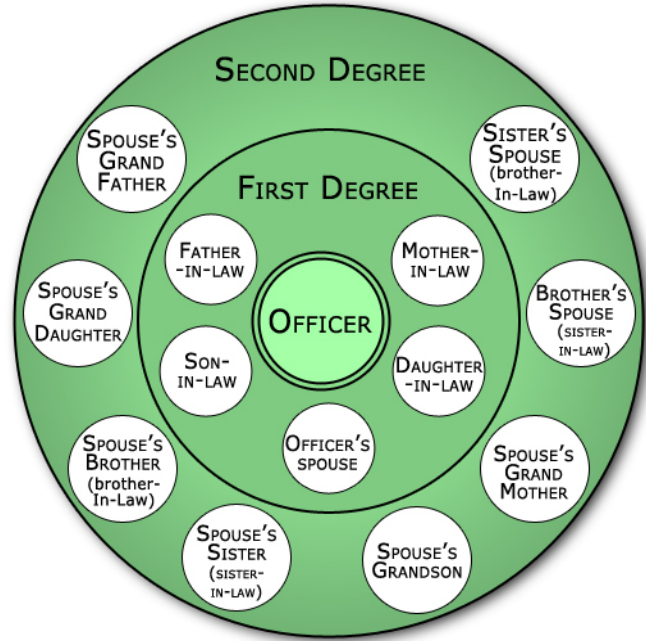 Second Degree
Spouse's
Grand
Father
Sister's
Spouse
(brother-
In-Law)
First Degree
Father
-in-law
Mother-
in-law
Officer
Spouse's
Grand
Daughter
Brother's
Spouse
(sister-
in-law)
Son-
in-law
Daughter
-in-law
Officer's
spouse
Spouse's
Brother
(brother-
In-Law)
Spouse's
Grand
Mother
Spouse's
Sister
(sister-
in-law)
Spouse's
Grandson